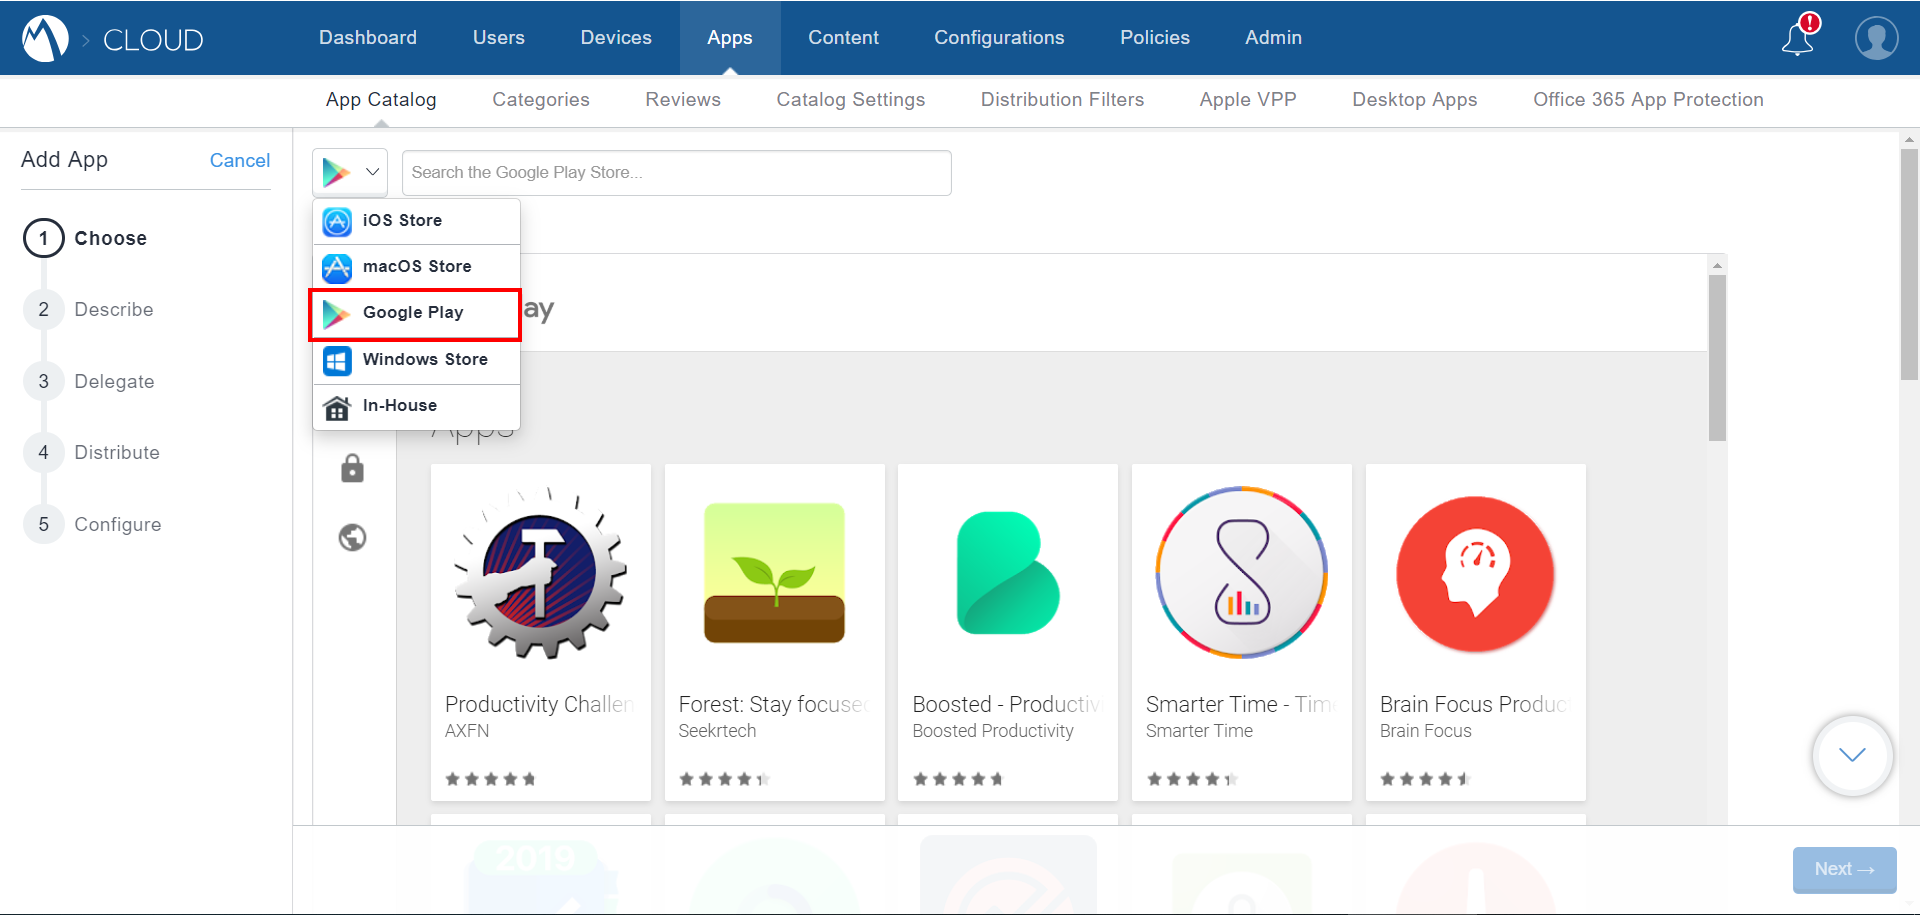 CLOUD
Dashboard
Users
Devices
Apps
Content
Configurations
Policies
Admin
!
App Catalog
Categories
Reviews
Catalog Settings
Distribution Filters
Apple VPP
Desktop Apps
Office 365 App Protection
Add App
Cancel
1 Choose
2 Describe
3 Delegate
4 Distribute
5 Configure
Search the Google Play Store...
iOS Store
macOS Store
Google Play
Windows Store
In-House
ay
Apps
Productivity Challen
AXFN
Forest: Stay focused
Seekrtech
Boosted - Productiv
Boosted Productivity
Smarter Time - Time
Smarter Time
Brain Focus Produc
Brain Focus
2019
Next →